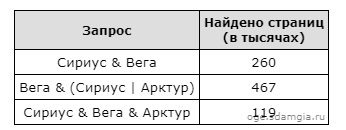 Запрос Найдено страниц
(в тысячах)
Сириус & Вега 260
Вега & (Сириус | Арктур) 467
Сириус & Вега & Арктур 119
oge.sdamgia.ru